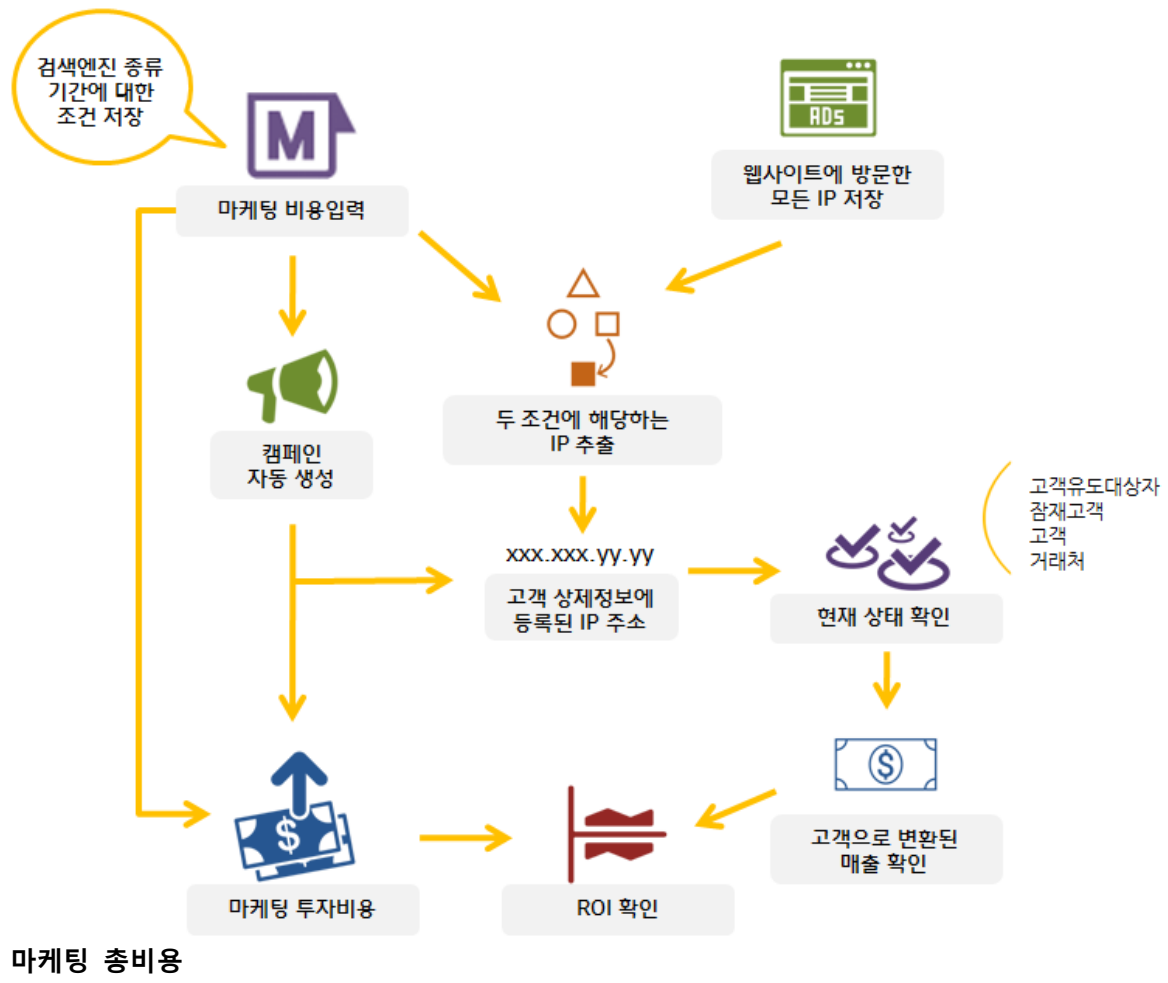 검색엔진 종류
기간에 대한
조건 저장
M
마케팅 비용입력
ADs
웹사이트에 방문한
모든 IP 저장
캠페인
자동 생성
두 조건에 해당하는
IP 추출
xxx.xxx.yy.yy
고객 상제정보에
등록된 IP 주소
고객유도대상자
잠재고객
고객
거래처
현재 상태 확인
$
마케팅 투자비용
ROI 확인
$
고객으로 변환된
매출 확인
마케팅 총비용